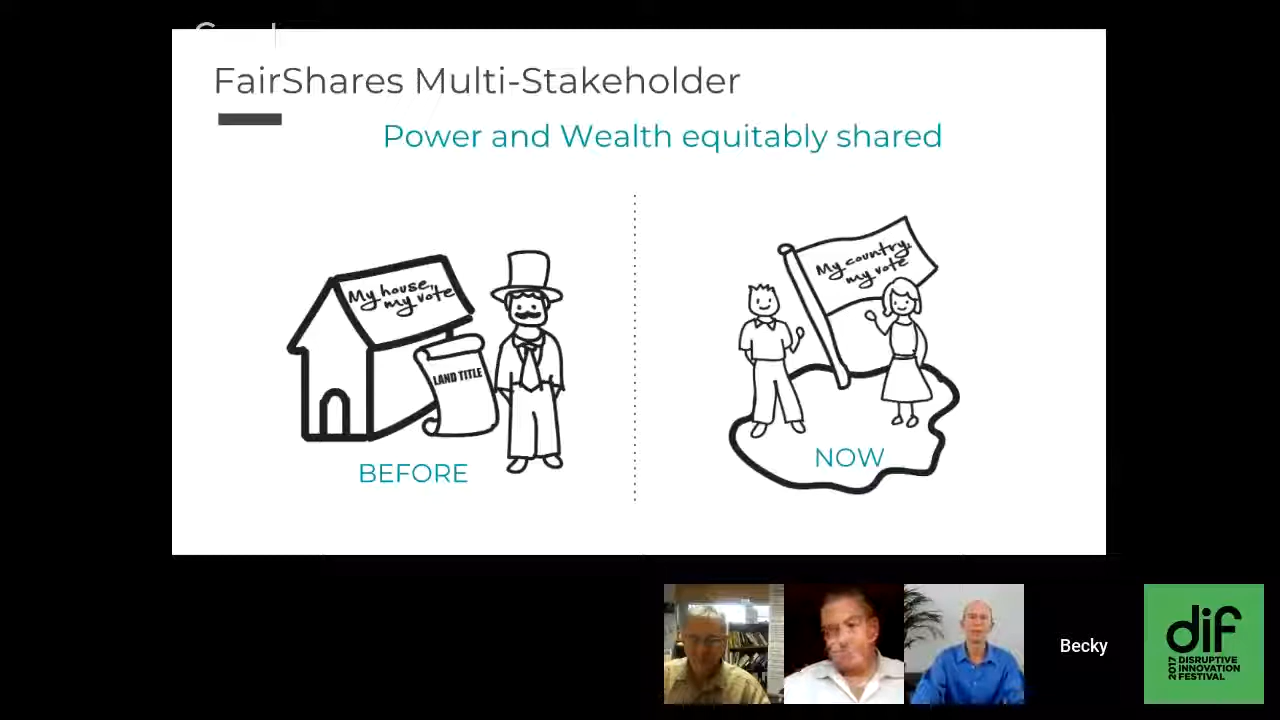 FairShares Multi-Stakeholder
Power and Wealth equitably shared
My house,
my vote
LAND TITLE
BEFORE
My country,
my vote
NOW
Becky
dif
2017
DISRUPTIVE
INNOVATION
FESTIVAL